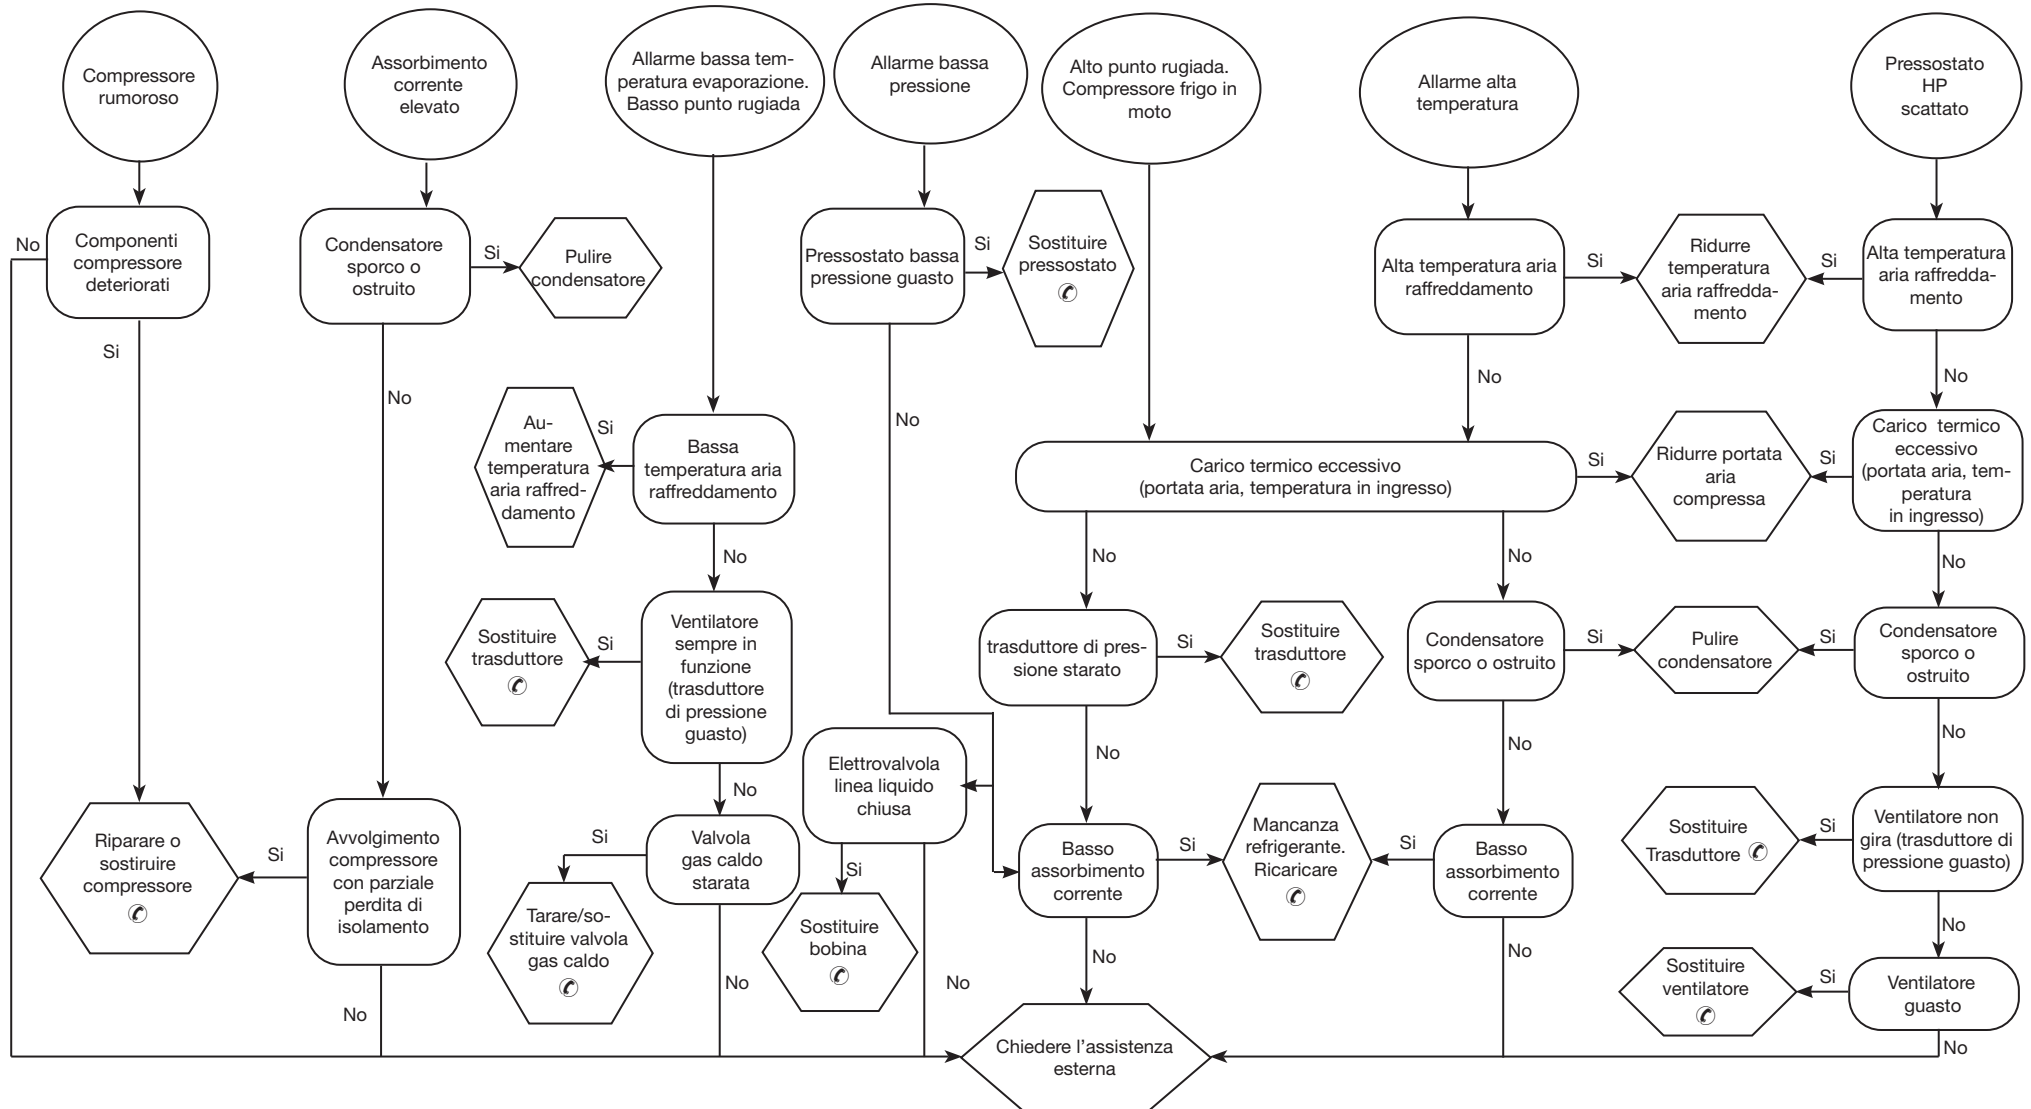 Compressore
rumoroso
Assorbimento
corrente
elevato
Allarme bassa tem-
peratura evaporazione.
Basso punto rugiada
Allarme bassa
pressione
Alto punto rugiada.
Compressore frigo in
moto
Allarme alta
temperatura
Pressostato
HP
scattato
No
Componenti
compressore
deteriorati
Si
Condensatore
sporco o
ostruito
Si
Pulire
condensatore
No
Pressostato bassa
pressione guasto
Si
Sostituire
pressostato
No
Alta temperatura aria
raffreddamento
Si
Ridurre
temperatura
aria raffredda-
mento
Si
Alta temperatura
aria raffredda-
mento
No
No
Au-
mentare
temperatura
aria raffred-
damento
Si
Bassa
temperatura aria
raffreddamento
No
Carico termico eccessivo
(portata aria, temperatura in ingresso)
Si
Ridurre portata
aria
compressa
Si
Carico termico
eccessivo
(portata aria, tem-
peratura
in ingresso)
No
No
No
Sostituire
trasduttore
Si
Ventilatore
sempre in
funzione
(trasduttore
di pressione
guasto)
No
trasduttore di pres-
sione starato
Si
Sostituire
trasduttore
No
Condensatore
sporco o ostruito
Si
Pulire
condensatore
Si
Condensatore
sporco o
ostruito
No
No
Elettrovalvola
linea liquido
chiusa
Si
Sostituire
bobina
No
Riparare o
sostiruire
compressore
Si
Avvolgimento
compressore
con parziale
perdita di
isolamento
No
Si
Valvola
gas caldo
starata
Tarare/so-
stituire valvola
gas caldo
No
Basso
assorbimento
corrente
Si
Mancanza
refrigerante.
Ricaricare
Si
Basso
assorbimento
corrente
No
No
Sostituire
Trasduttore
Si
Ventilatore non
gira (trasduttore di
pressione guasto)
No
Sostituire
ventilatore
Si
Ventilatore
guasto
No
Chiedere l'assistenza
esterna